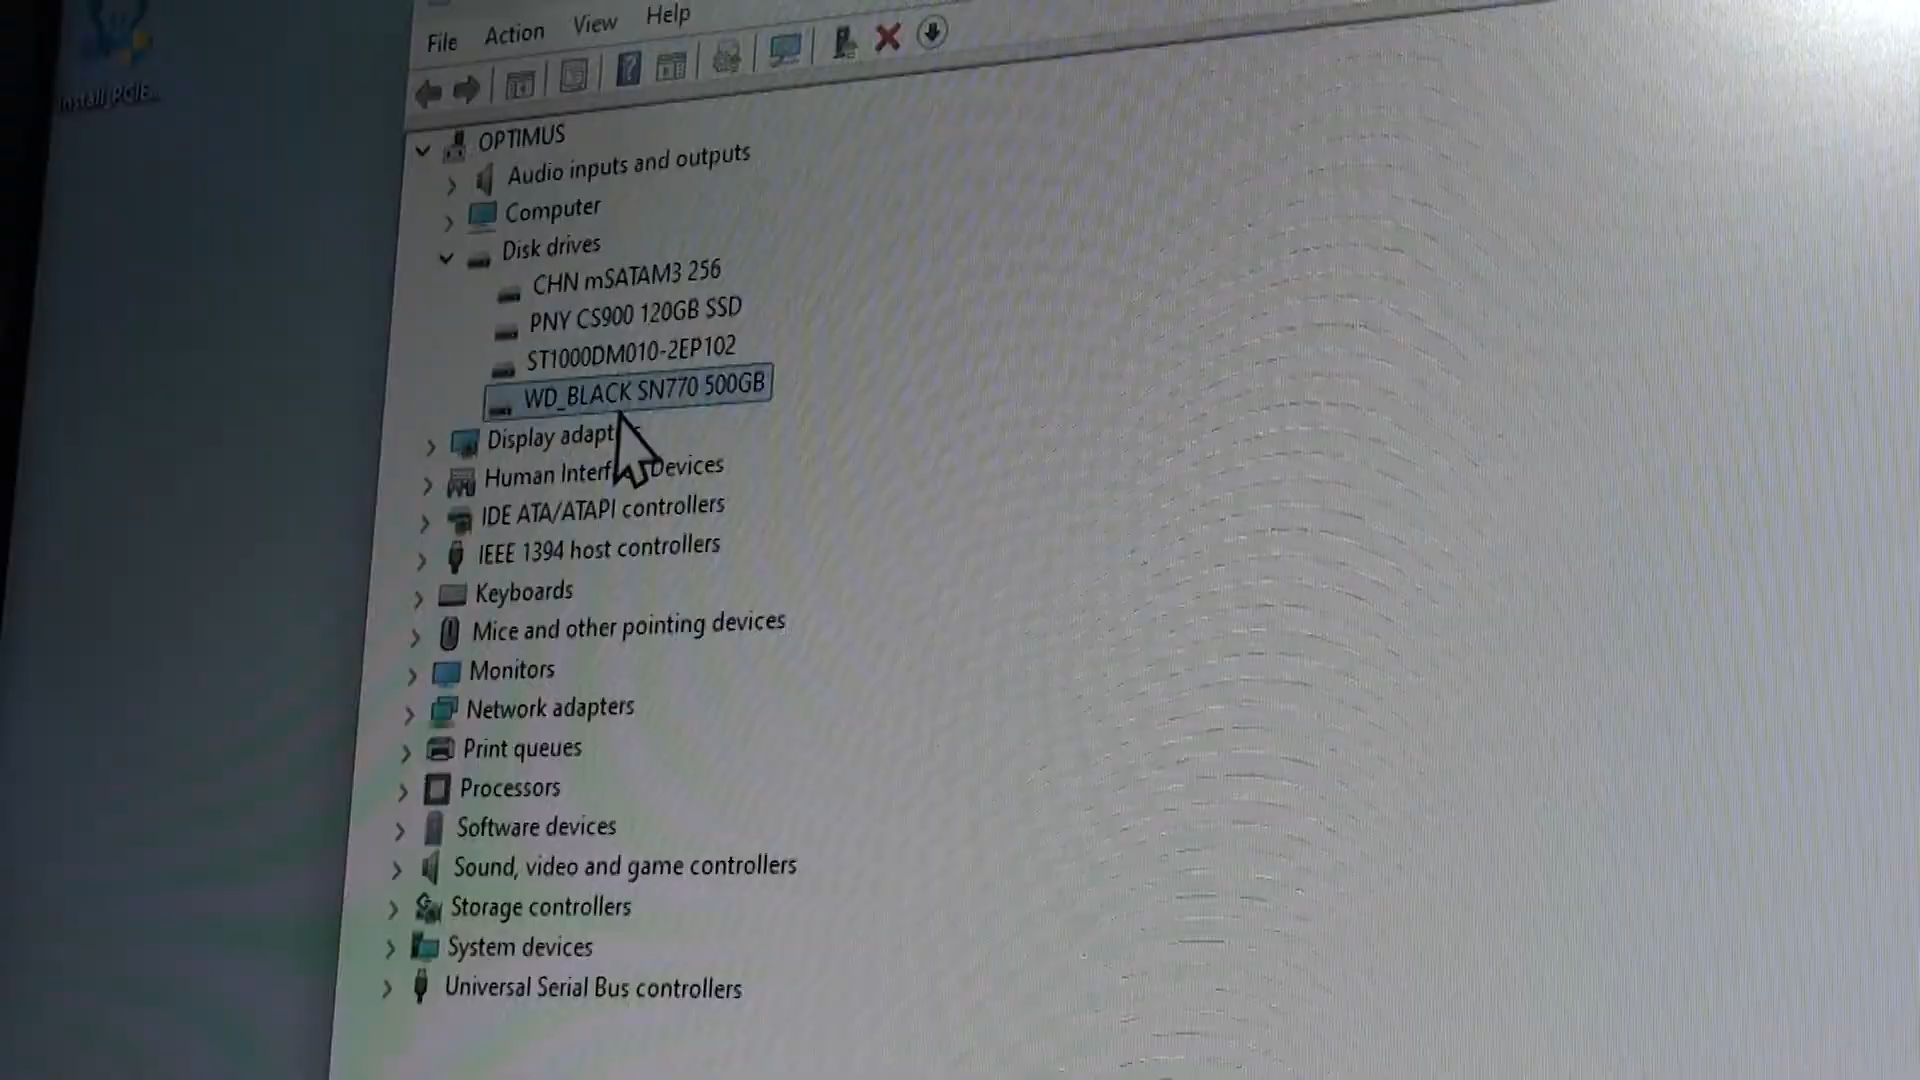 Install PCIE...
File Action View Help
OPTIMUS
Audio inputs and outputs
Computer
Disk drives
CHN mSATAM3 256
PNY CS900 120GB SSD
ST1000DM010-2EP102
WD_BLACK SN770 500GB
Display adapt
Human Interf Devices
IDE ATA/ATAPI controllers
IEEE 1394 host controllers
Keyboards
Mice and other pointing devices
Monitors
Network adapters
Print queues
Processors
Software devices
Sound, video and game controllers
Storage controllers
System devices
Universal Serial Bus controllers